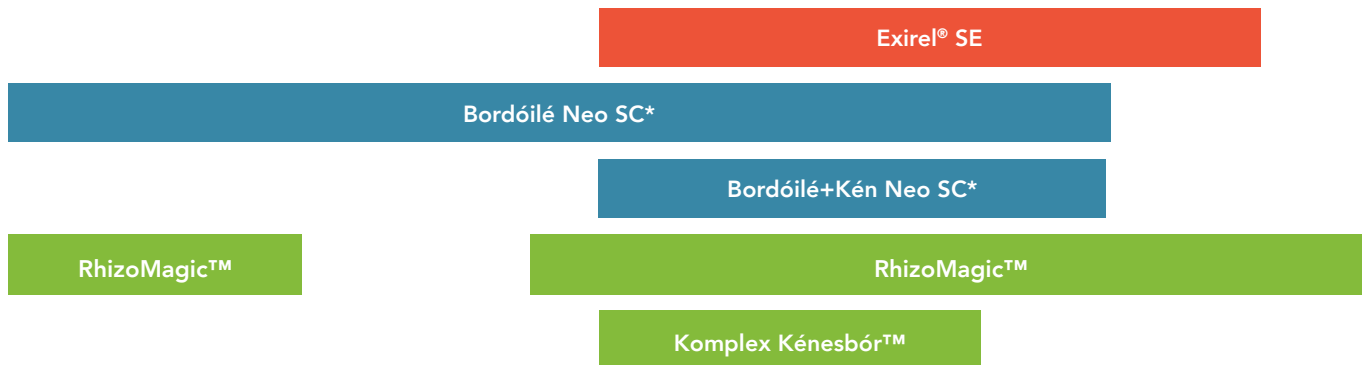 Exirel® SE
Bordóilé Neo SC*
Bordóilé+Kén Neo SC*
RhizoMagic™
RhizoMagic™
Komplex Kénesbór™